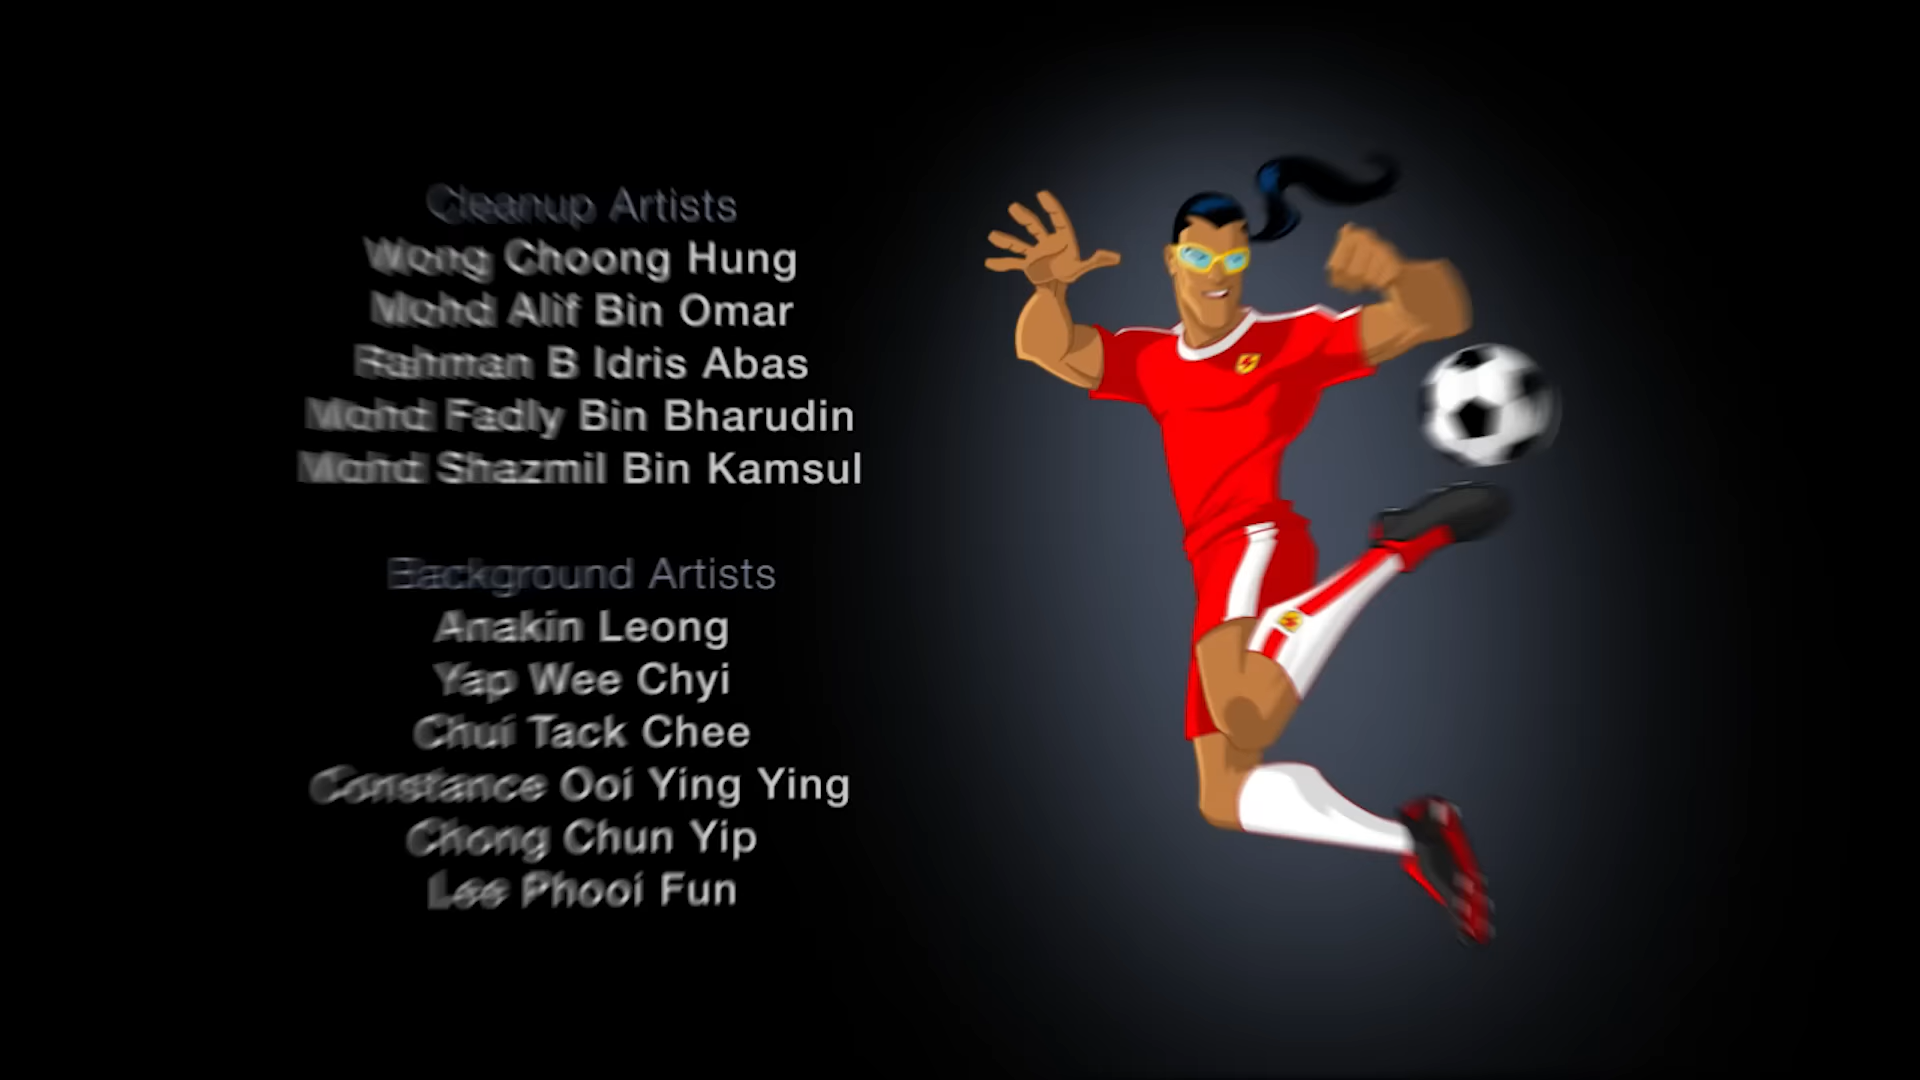 Cleanup Artists
Wong Choong Hung
Mohd Alif Bin Omar
Rahman B Idris Abas
Mohd Fadly Bin Bharudin
Mohd Shazmil Bin Kamsul
Background Artists
Anakin Leong
Yap Wee Chyi
Chui Tack Chee
Constance Ooi Ying Ying
Chong Chun Yip
Lee Phooi Fun